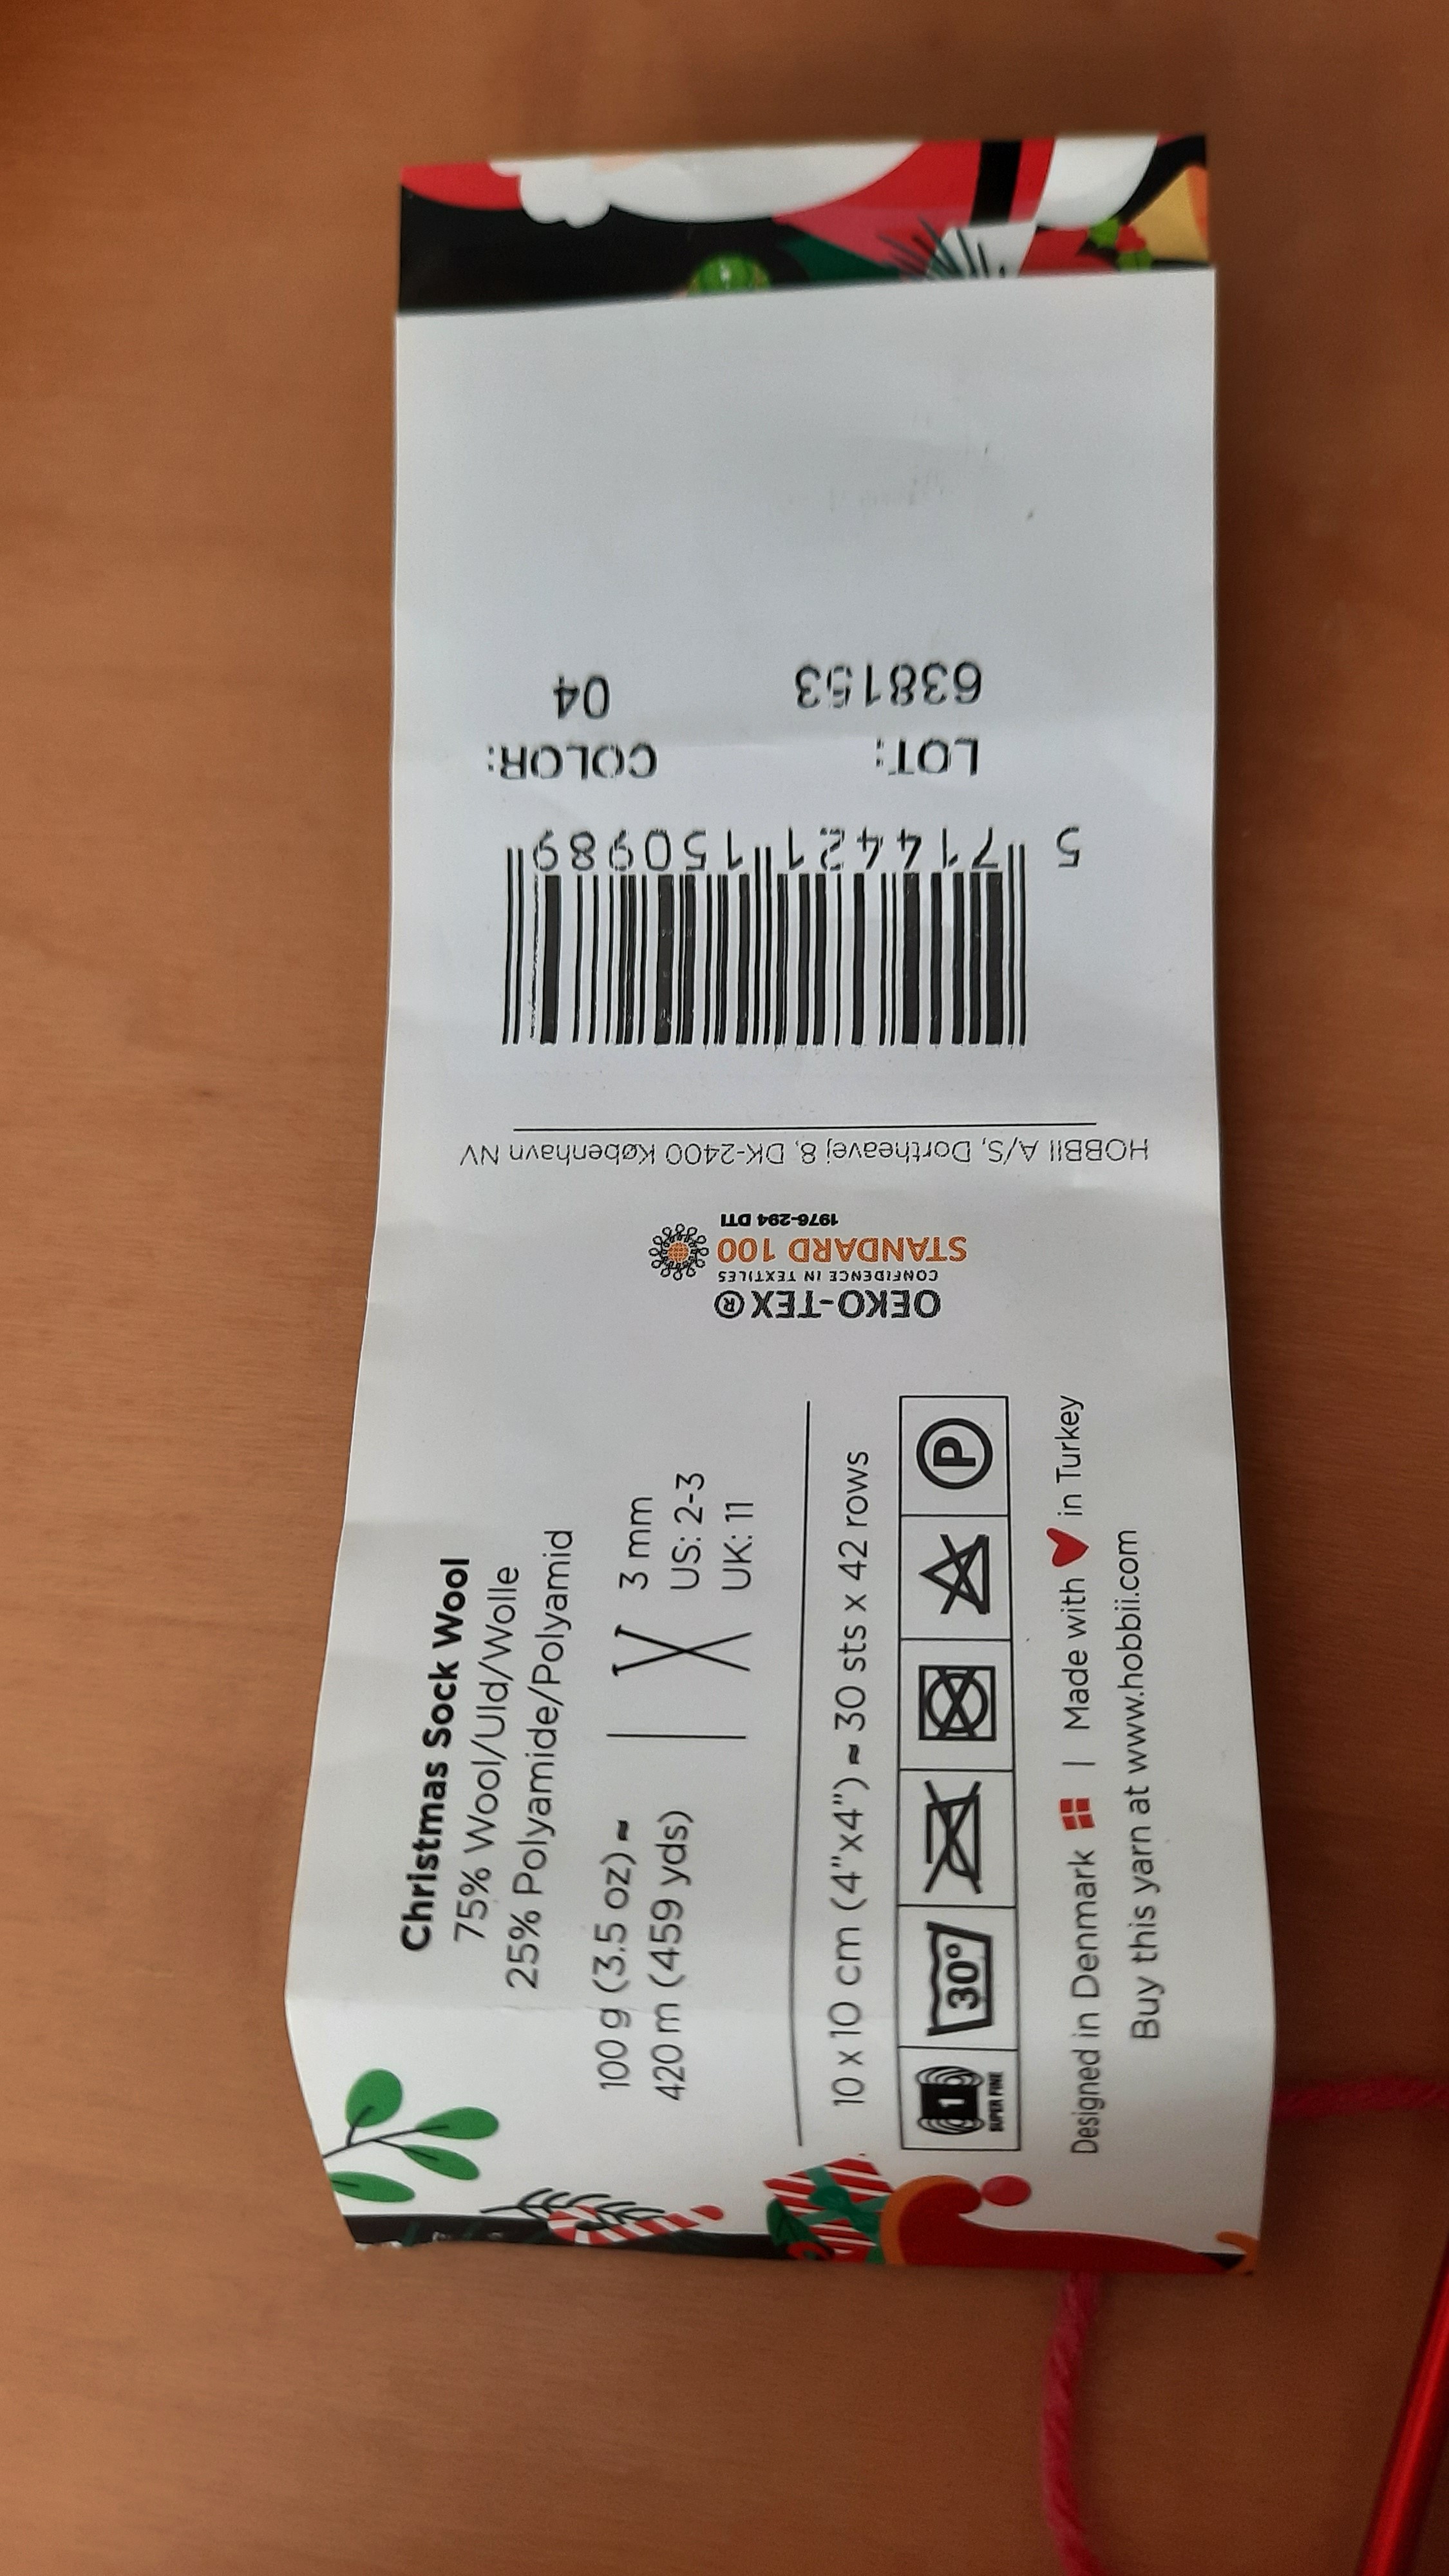 Christmas Sock Wool
75% Wool/Uld/Wolle
25% Polyamide/Polyamid
100 g (3.5 oz) ≈
420 m (459 yds)
3 mm
US: 2-3
UK: 11
10 x 10 cm (4"x4") ≈ 30 sts x 42 rows
1
SUPER FINE
30°
P
Designed in Denmark | Made with in Turkey
Buy this yarn at www.hobbii.com
OEKO-TEX®
CONFIDENCE IN TEXTILES
STANDARD 100
1976-294 DTI
HOBBII A/S, Dortheavej 8, DK-2400 København NV
5 714421 150989
LOT: COLOR:
638153 04